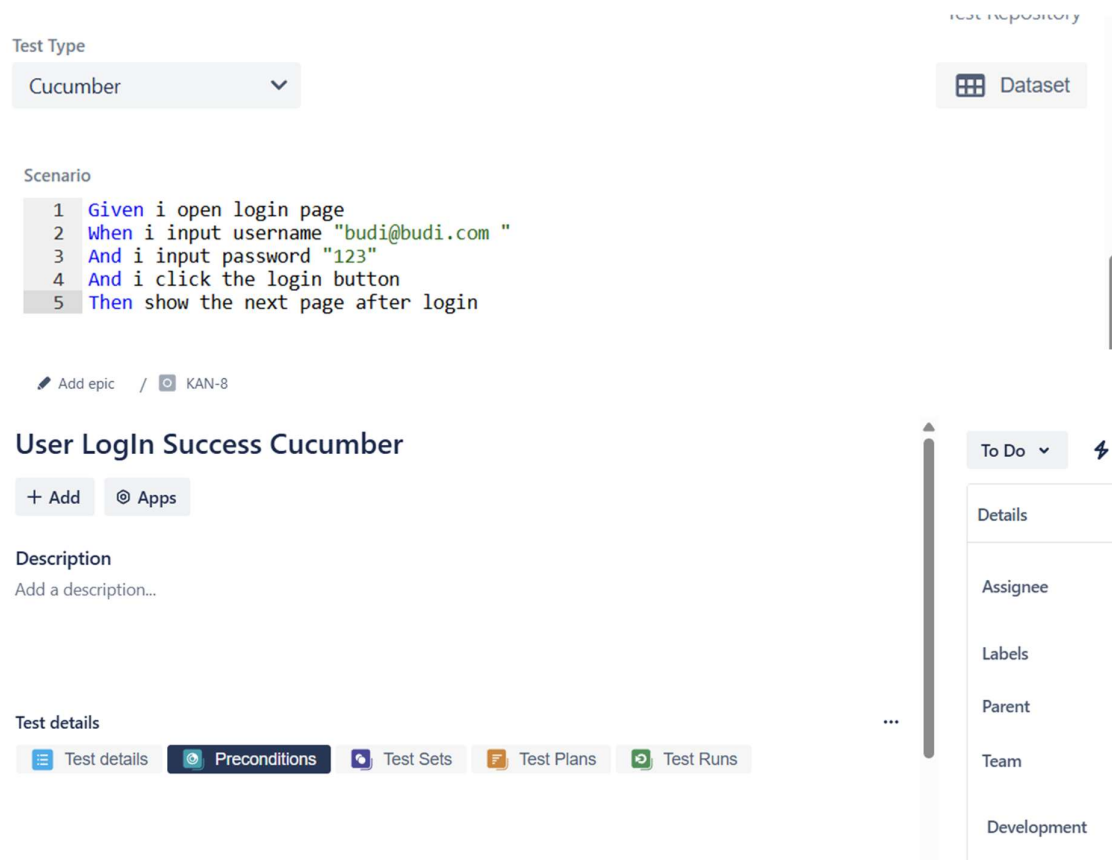 Test Repository
Test Type
Cucumber
Dataset
Scenario
1 Given i open login page
2 When i input username "budi@budi.com "
3 And i input password "123"
4 And i click the login button
5 Then show the next page after login
Add epic / KAN-8
User LogIn Success Cucumber
To Do
+ Add Apps
Details
Description
Add a description...
Assignee
Labels
Parent
Test details
...
Test details Preconditions Test Sets Test Plans Test Runs
Team
Development